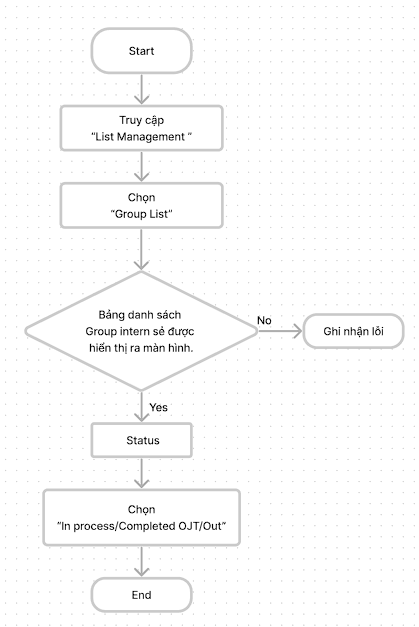 Start
Truy cập
“List Management ”
Chọn
“Group List”
Bảng danh sách
Group intern sẻ được
hiển thị ra màn hình.
No
Ghi nhận lỗi
Yes
Status
Chọn
“In process/Completed OJT/Out”
End